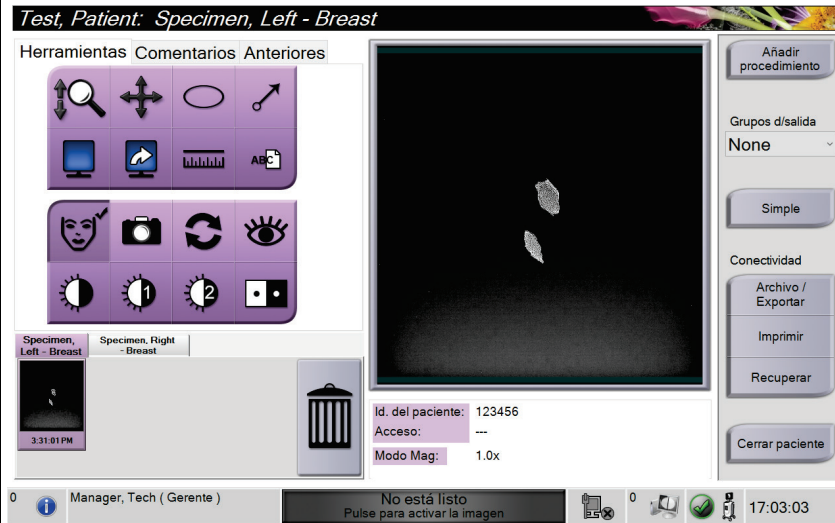 Test, Patient:  Specimen, Left - Breast
Herramientas Comentarios Anteriores
ABC
1
2
Specimen,
Left - Breast
Specimen, Right
- Breast
3:31:01 PM
Id. del paciente: 123456
Acceso: ---
Modo Mag: 1.0x
Añadir
procedimiento
Grupos d/salida
None
Simple
Conectividad
Archivo /
Exportar
Imprimir
Recuperar
Cerrar paciente
0
Manager, Tech ( Gerente )
No está listo
Pulse para activar la imagen
0
17:03:03